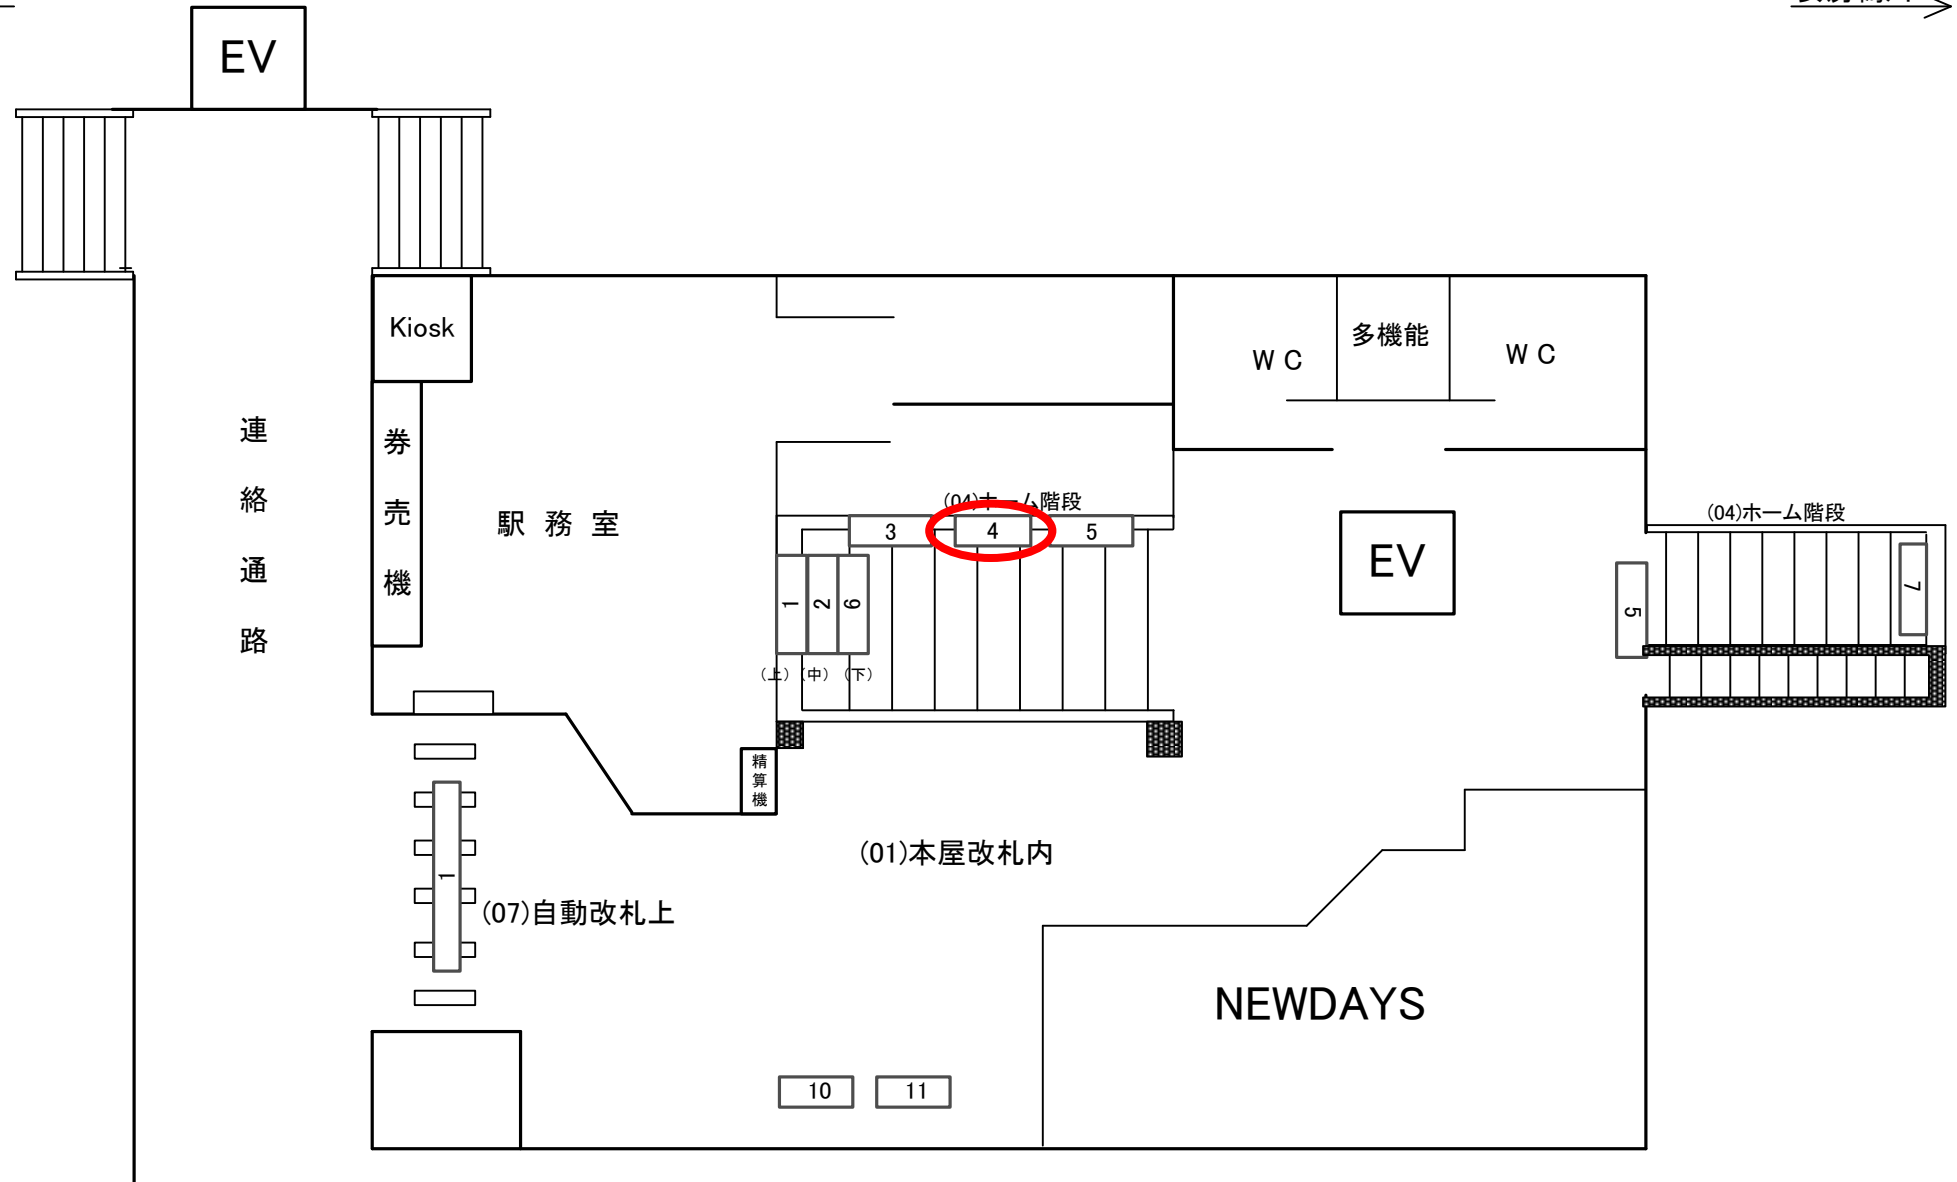 EV
Kiosk
多機能
WC
WC
連絡通路
券売機
駅務室
(04)ホーム階段
3
4
5
(04)ホーム階段
EV
1
2
6
5
7
(上)
(中)
(下)
精算機
(01)本屋改札内
1
(07)自動改札上
NEWDAYS
10
11